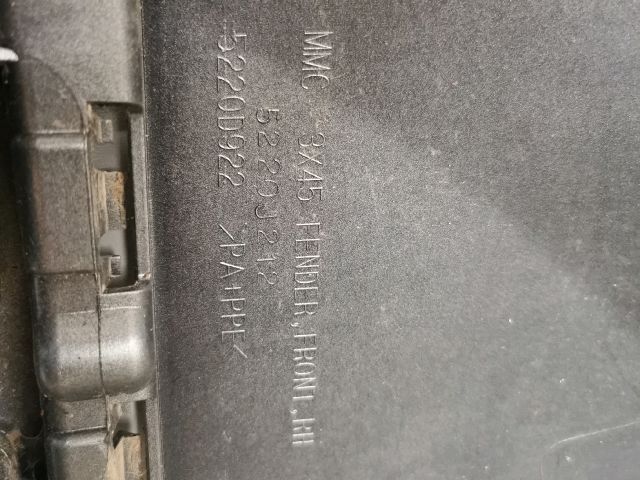 MMC 3X45 FENDER,FRONT,RH
5220J212
5220D922 >PA+PPE<